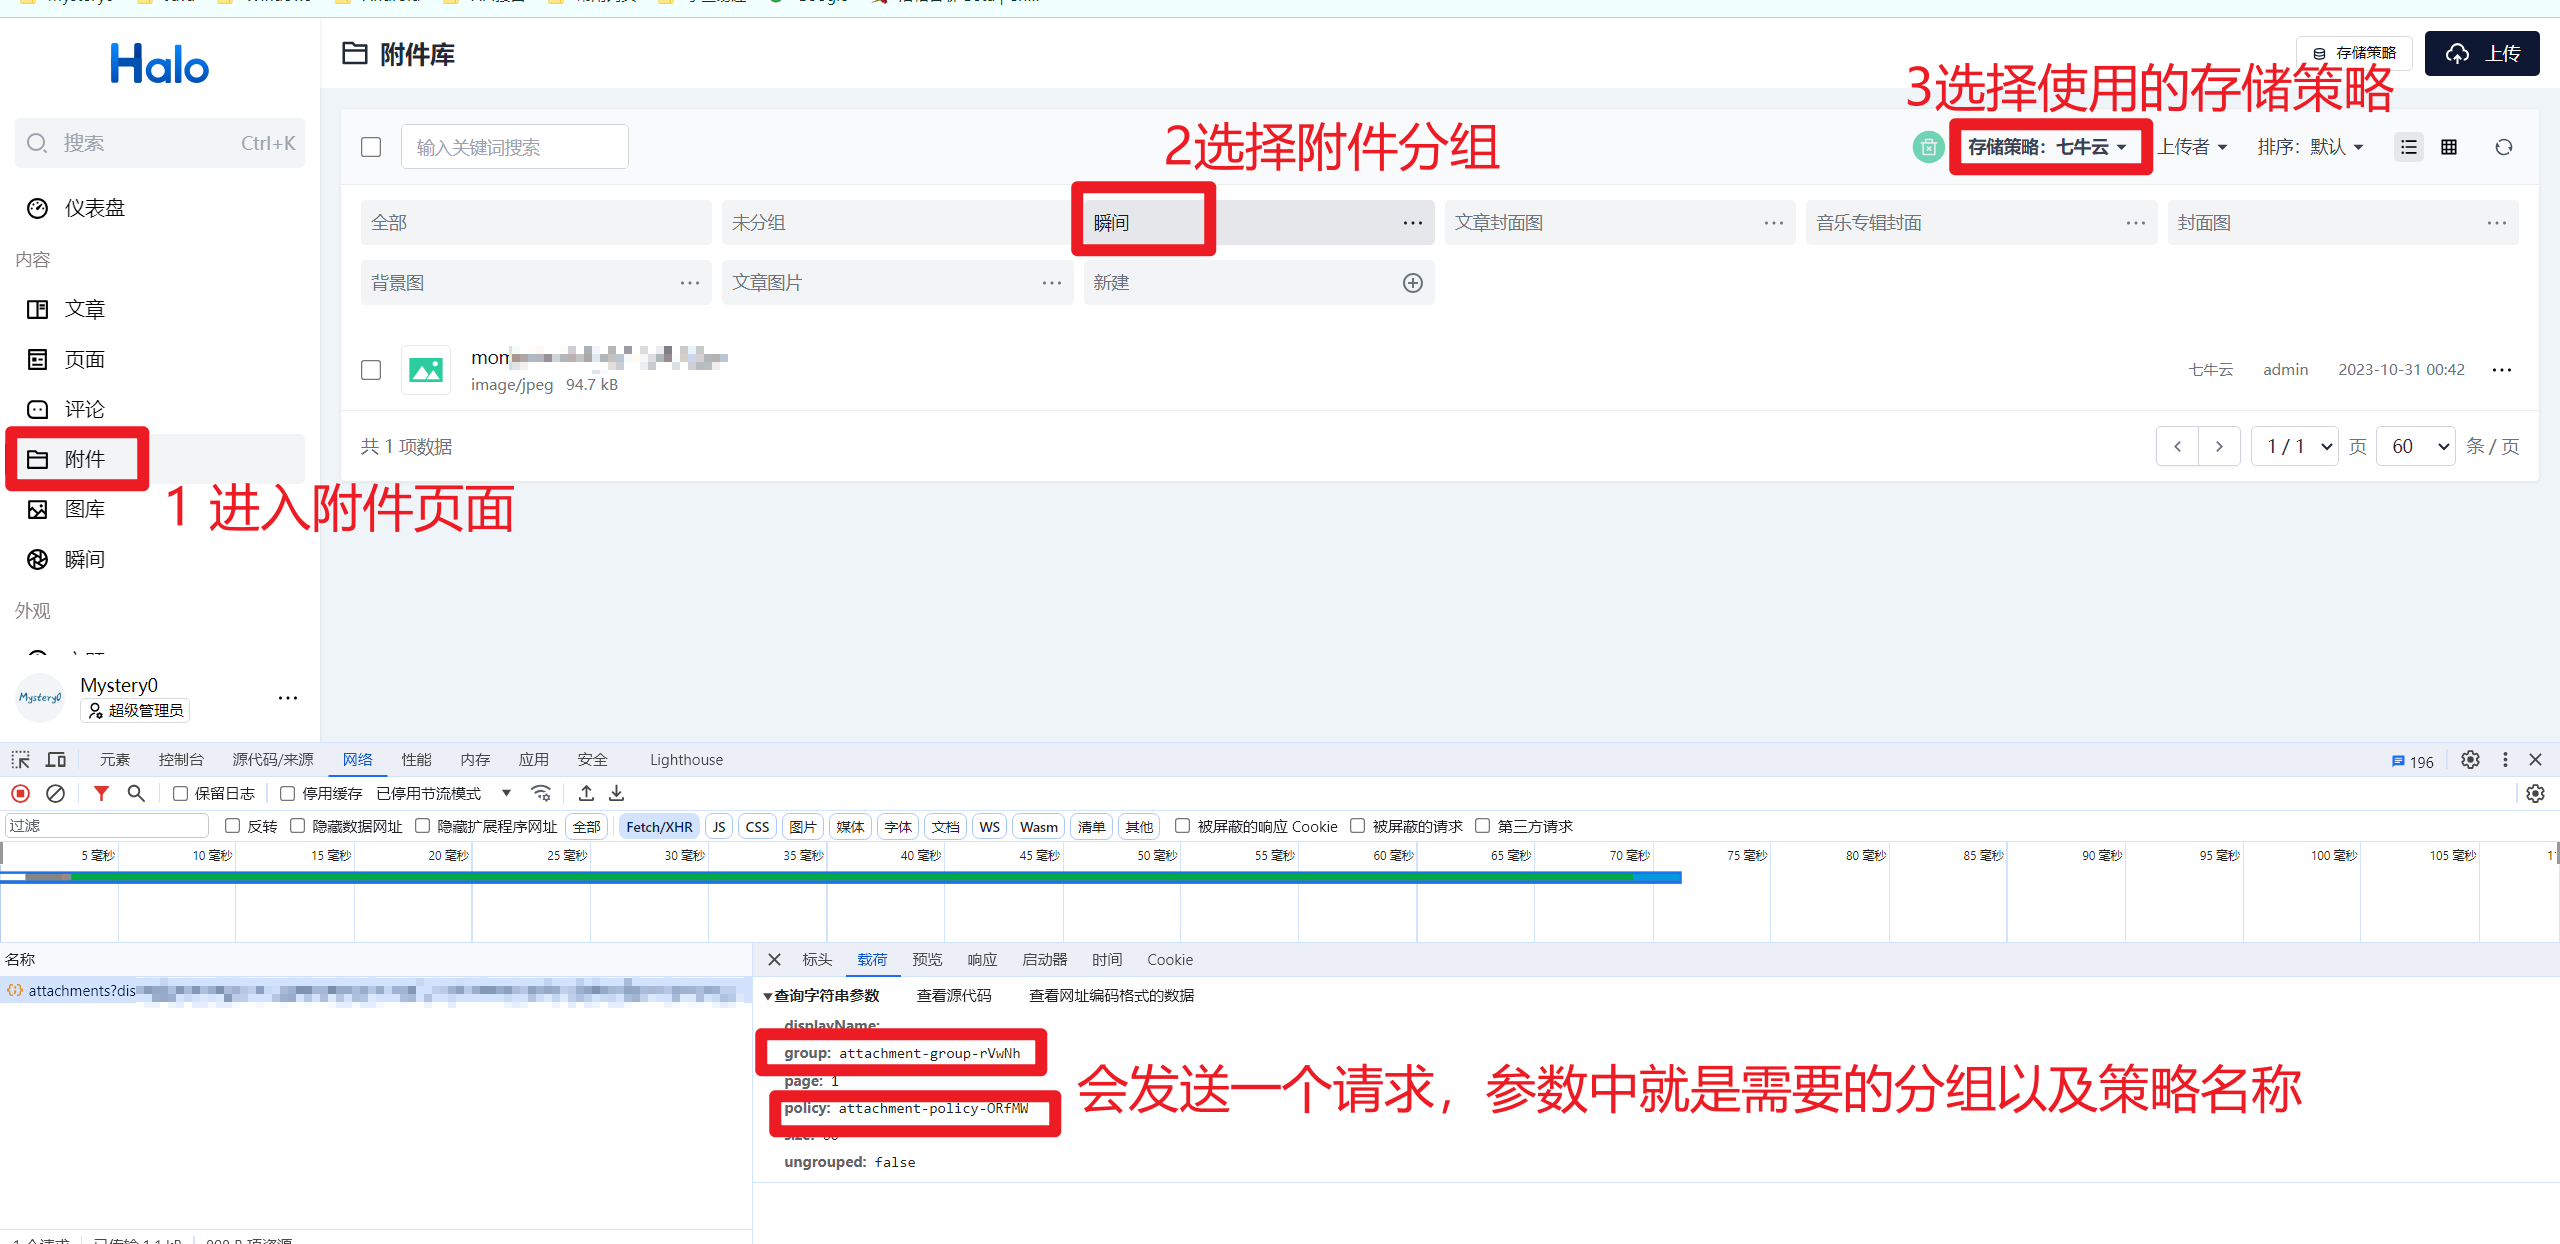 Halo
附件库
存储策略
上传
3选择使用的存储策略
搜索
Ctrl+K
输入关键词搜索
2选择附件分组
存储策略：七牛云
上传者
排序：默认
仪表盘
全部
未分组
瞬间
文章封面图
音乐专辑封面
封面图
内容
背景图
文章图片
新建
文章
页面
mom
image/jpeg 94.7 kB
七牛云
admin
2023-10-31 00:42
评论
附件
共 1 项数据
1 / 1
页
60
条 / 页
1 进入附件页面
图库
瞬间
外观
Mystery0
Mystery0
超级管理员
元素 控制台 源代码/来源 网络 性能 内存 应用 安全 Lighthouse
196
保留日志 停用缓存 已停用节流模式
过滤 反转 隐藏数据网址 隐藏扩展程序网址 全部 Fetch/XHR JS CSS 图片 媒体 字体 文档 WS Wasm 清单 其他 被屏蔽的响应 Cookie 被屏蔽的请求 第三方请求
5 毫秒 10 毫秒 15 毫秒 20 毫秒 25 毫秒 30 毫秒 35 毫秒 40 毫秒 45 毫秒 50 毫秒 55 毫秒 60 毫秒 65 毫秒 70 毫秒 75 毫秒 80 毫秒 85 毫秒 90 毫秒 95 毫秒 100 毫秒 105 毫秒
名称
标头 载荷 预览 响应 启动器 时间 Cookie
attachments?dis
查询字符串参数 查看源代码 查看网址编码格式的数据
displayName:
group: attachment-group-rVwNh
page: 1
policy: attachment-policy-ORfMW
会发送一个请求，参数中就是需要的分组以及策略名称
ungrouped: false